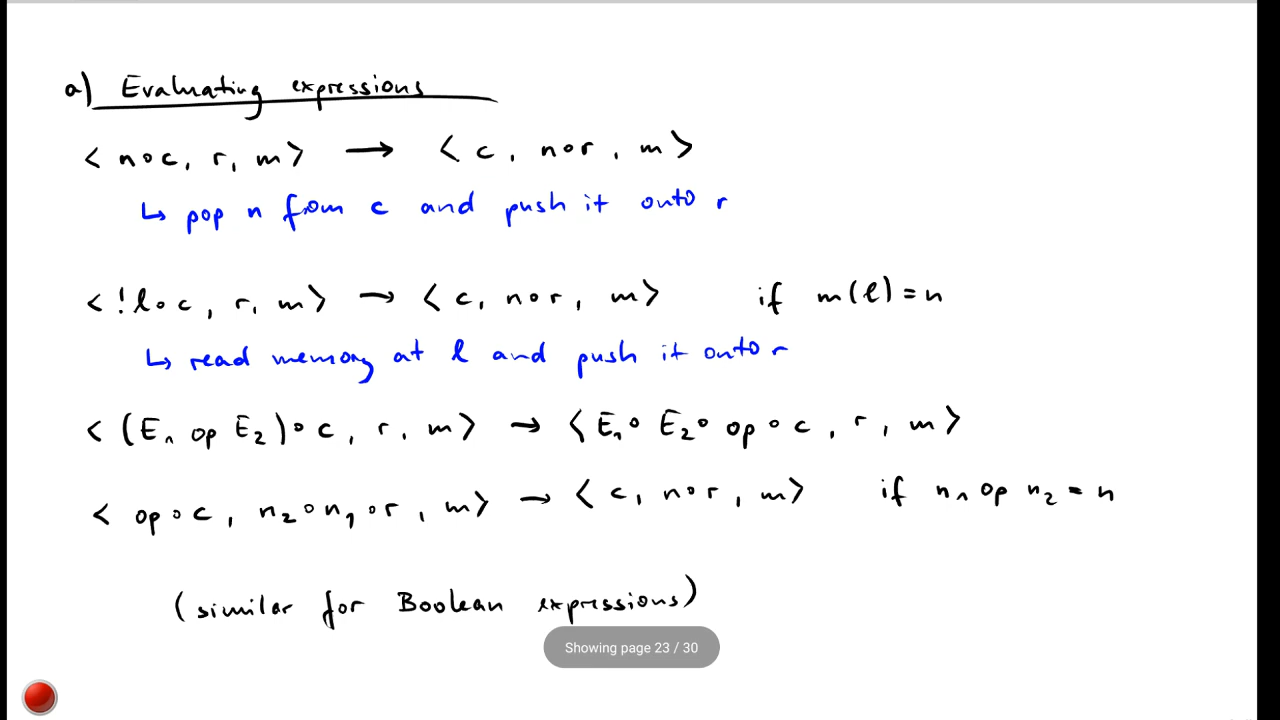 a) Evaluating expressions
< n∘c, r, m> → < c, n∘r, m>
↳ pop n from c and push it onto r
< !l∘c, r, m> → < c, n∘r, m> if m(l) = n
↳ read memory at l and push it onto r
< (E₁ op E₂)∘c, r, m> → < E₁∘ E₂∘ op∘c, r, m>
< op∘c, n₂∘n₁∘r, m> → < c, n∘r, m> if n₁ op n₂ = n
(similar for Boolean expressions)
Showing page 23 / 30